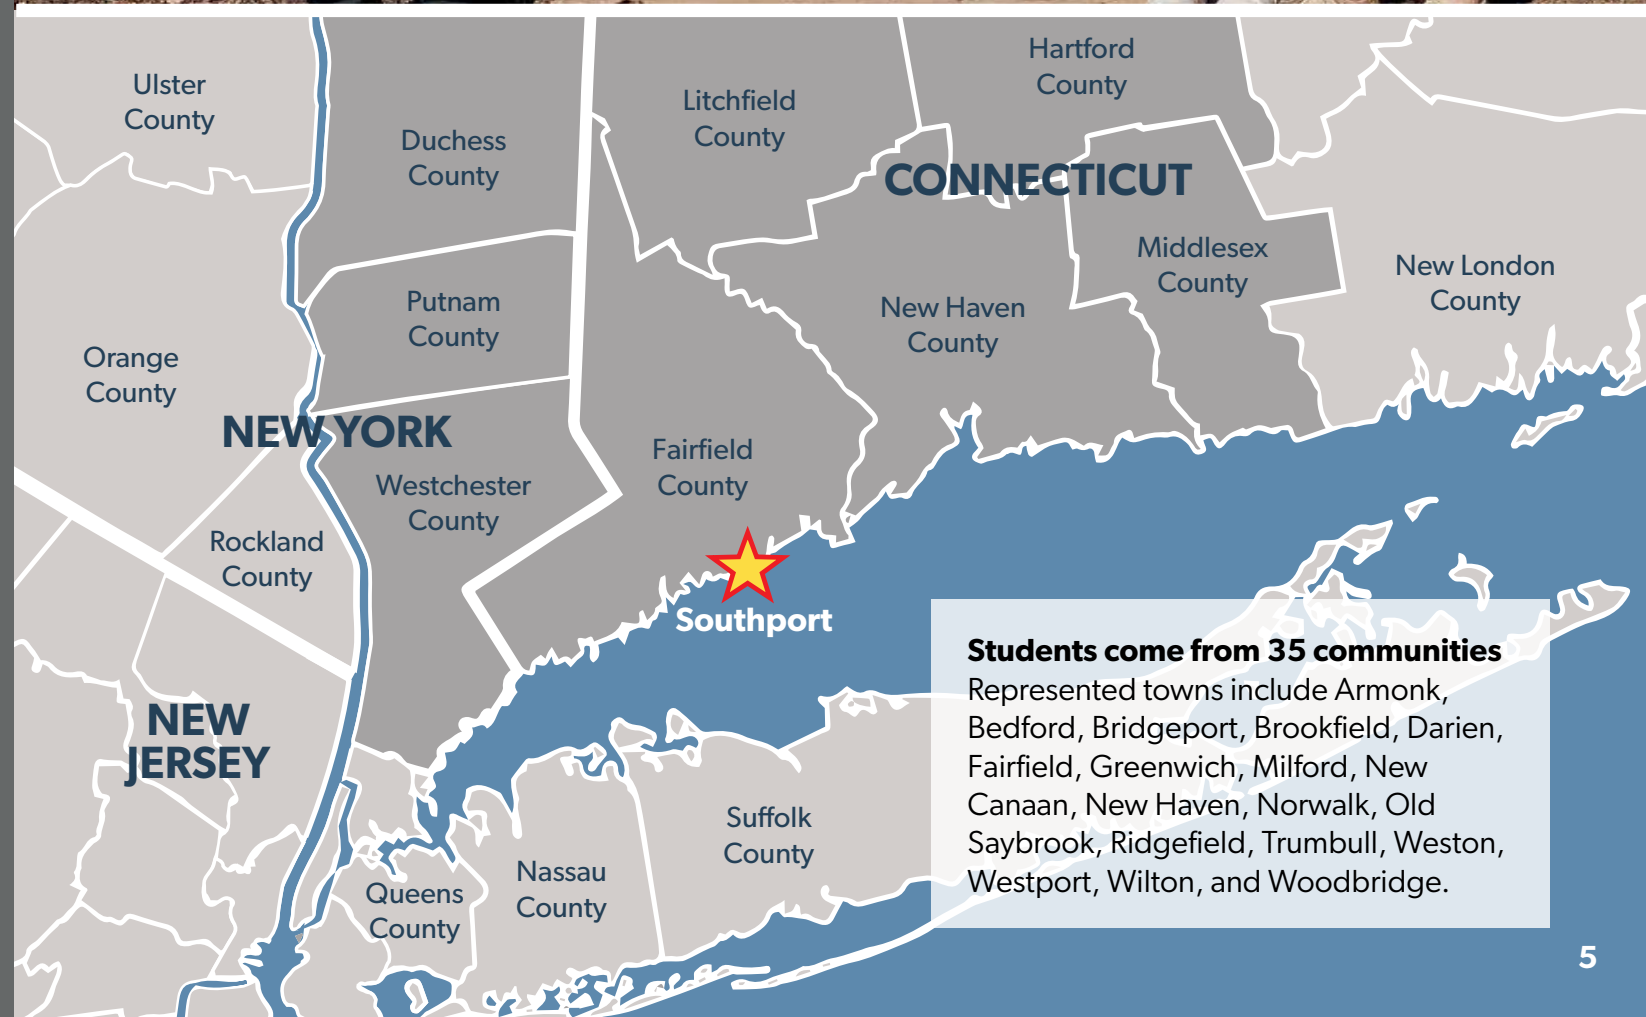 Ulster
County
Duchess
County
Litchfield
County
Hartford
County
CONNECTICUT
Putnam
County
New Haven
County
Middlesex
County
New London
County
Orange
County
NEW YORK
Westchester
County
Fairfield
County
Rockland
County
Southport
NEW
JERSEY
Queens
County
Nassau
County
Suffolk
County
Students come from 35 communities
Represented towns include Armonk,
Bedford, Bridgeport, Brookfield, Darien,
Fairfield, Greenwich, Milford, New
Canaan, New Haven, Norwalk, Old
Saybrook, Ridgefield, Trumbull, Weston,
Westport, Wilton, and Woodbridge.
5